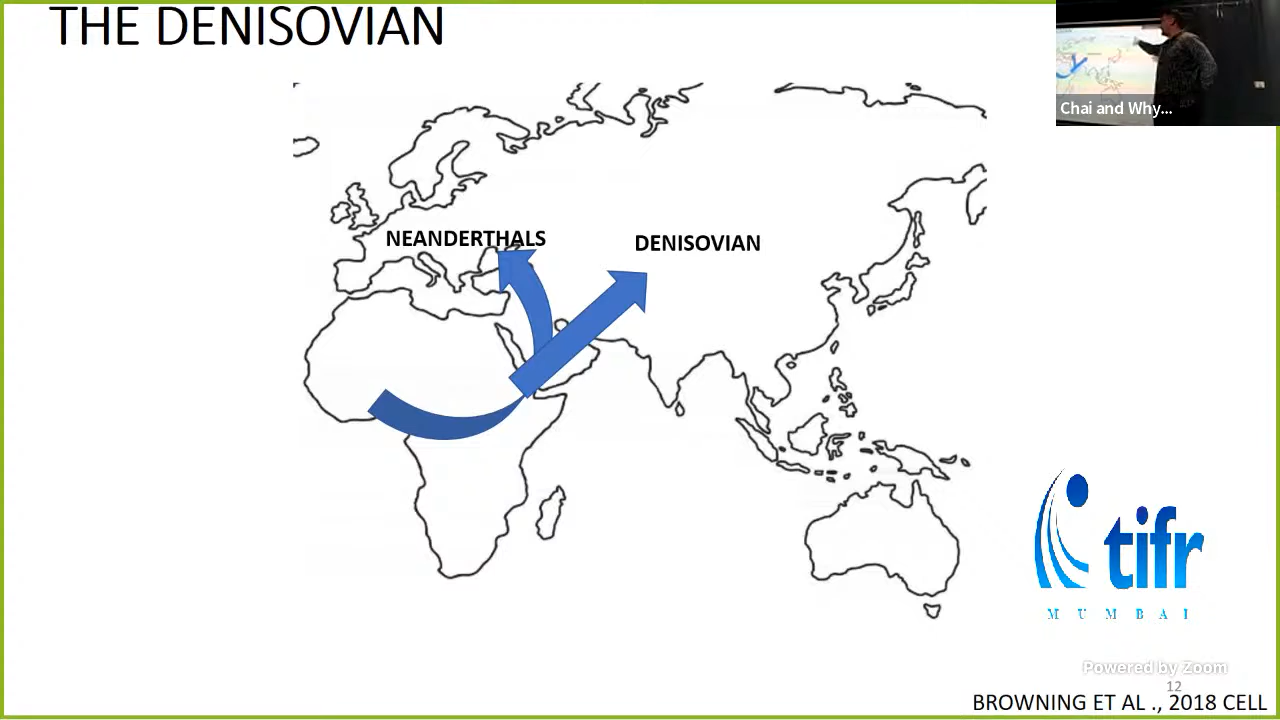 THE DENISOVIAN
Chai and Why...
NEANDERTHALS
DENISOVIAN
tifr
MUMBAI
Powered by Zoom
12
BROWNING ET AL ., 2018 CELL